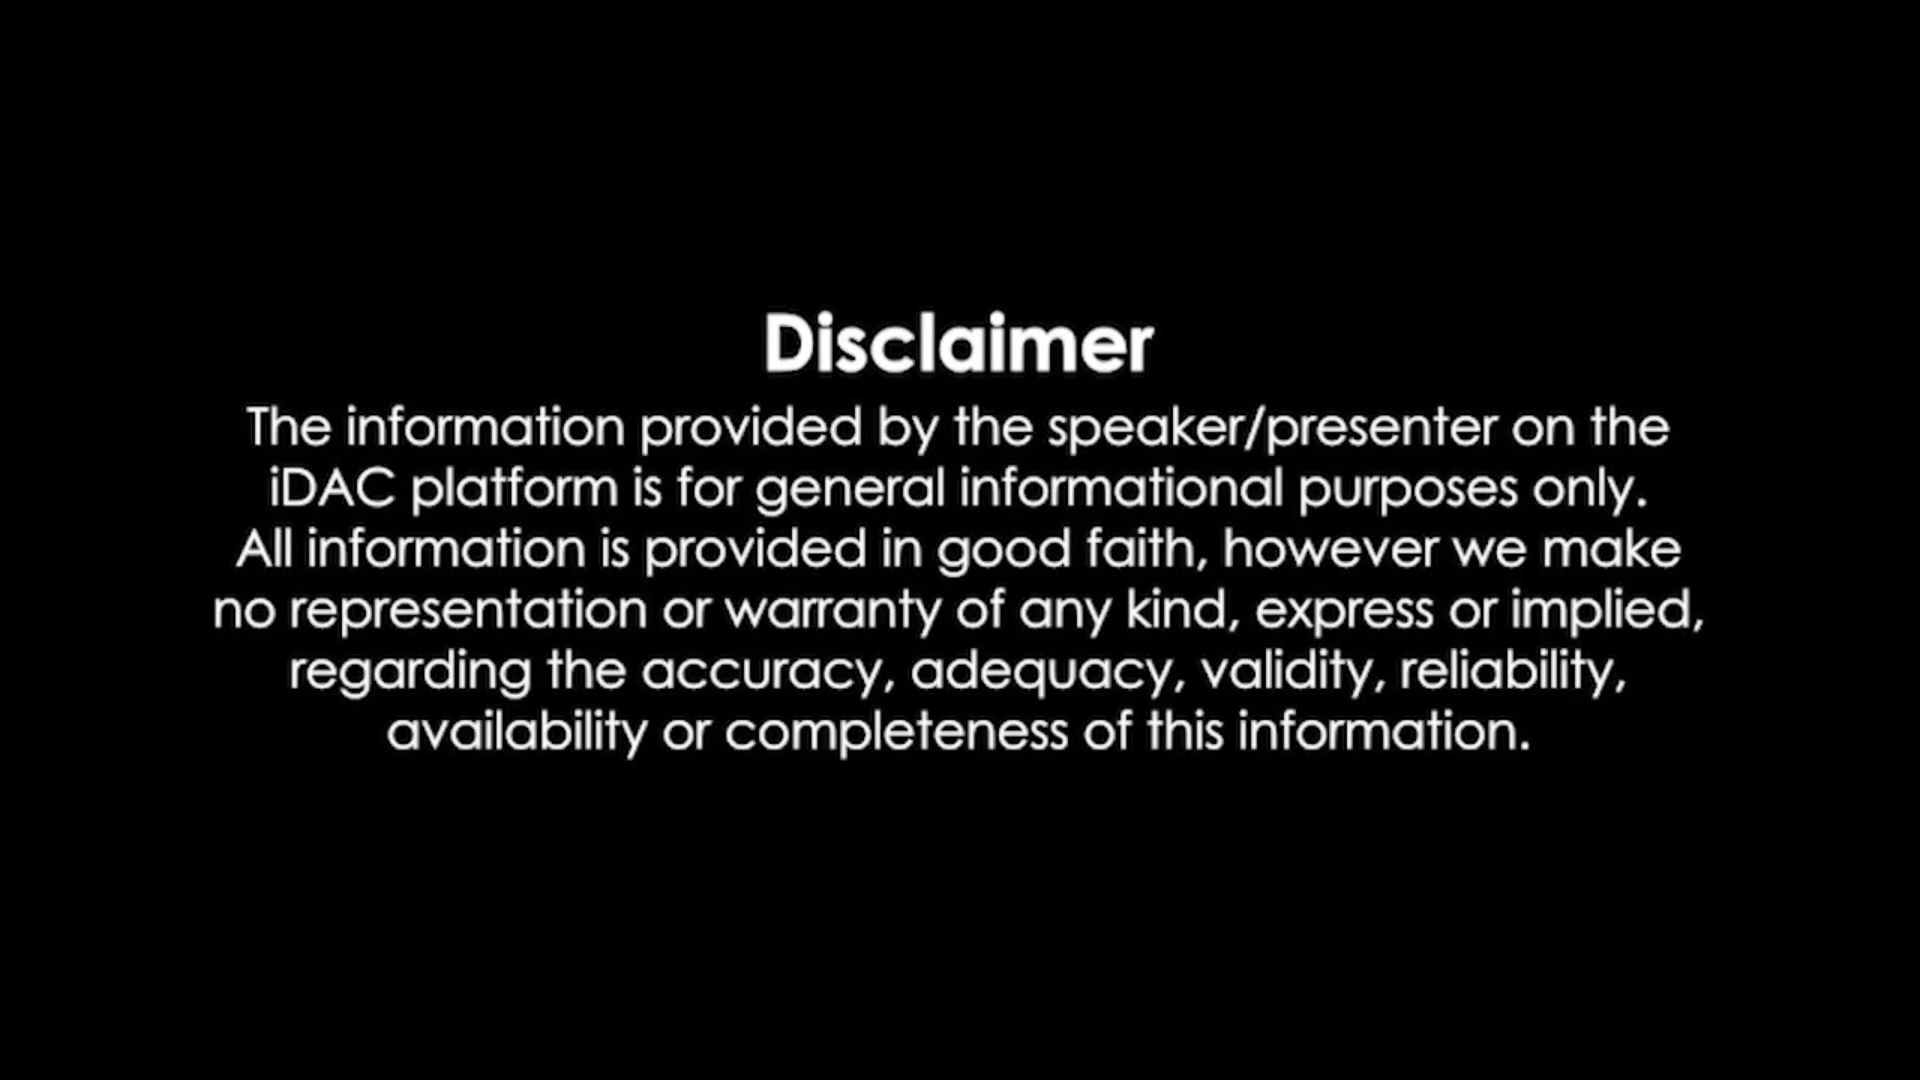 Disclaimer
The information provided by the speaker/presenter on the
iDAC platform is for general informational purposes only.
All information is provided in good faith, however we make
no representation or warranty of any kind, express or implied,
regarding the accuracy, adequacy, validity, reliability,
availability or completeness of this information.